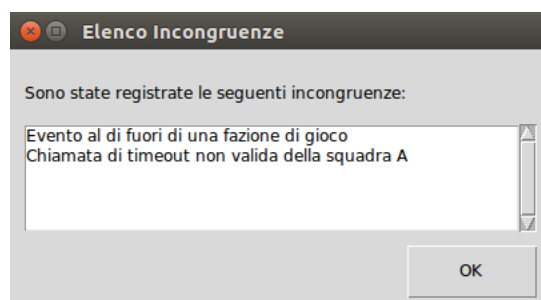 Elenco Incongruenze
Sono state registrate le seguenti incongruenze:
Evento al di fuori di una fazione di gioco
Chiamata di timeout non valida della squadra A
OK